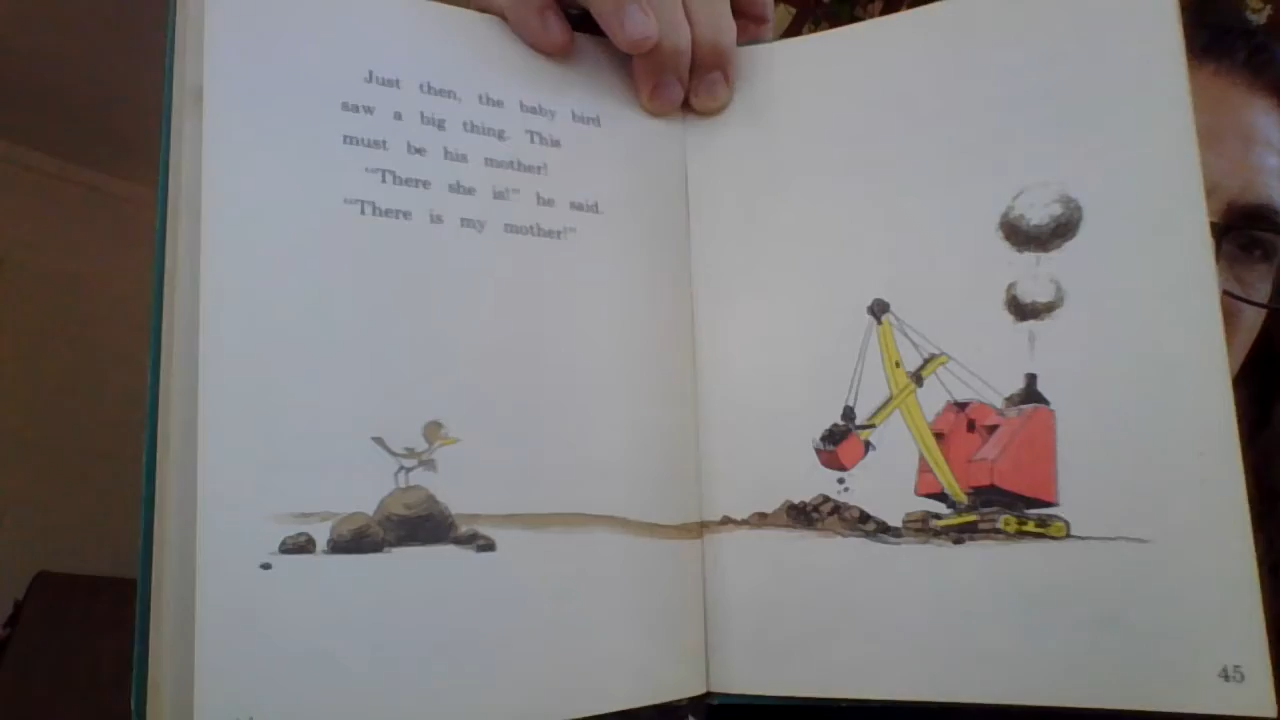 Just then, the baby bird
saw a big thing. This
must be his mother!
"There she is!" he said.
"There is my mother!"
45